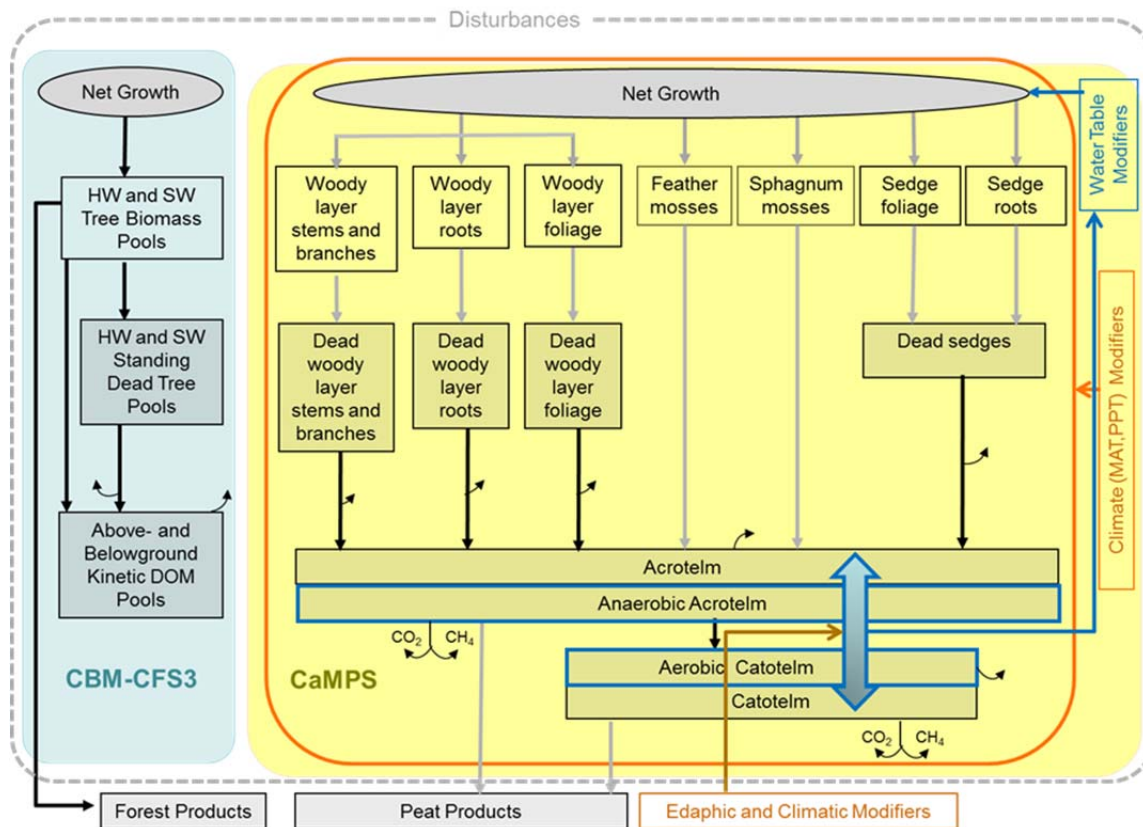 Disturbances
Net Growth
HW and SW
Tree Biomass
Pools
HW and SW
Standing
Dead Tree
Pools
Above- and
Belowground
Kinetic DOM
Pools
CBM-CFS3
Net Growth
Woody
layer
stems and
branches
Woody
layer
roots
Woody
layer
foliage
Feather
mosses
Sphagnum
mosses
Sedge
foliage
Sedge
roots
Dead
woody
layer
stems and
branches
Dead
woody
layer
roots
Dead
woody
layer
foliage
Dead sedges
Acrotelm
Anaerobic Acrotelm
CO₂ CH₄
Aerobic Catotelm
Catotelm
CO₂ CH₄
CaMPS
Water Table
Modifiers
Climate (MAT,PPT) Modifiers
Forest Products
Peat Products
Edaphic and Climatic Modifiers